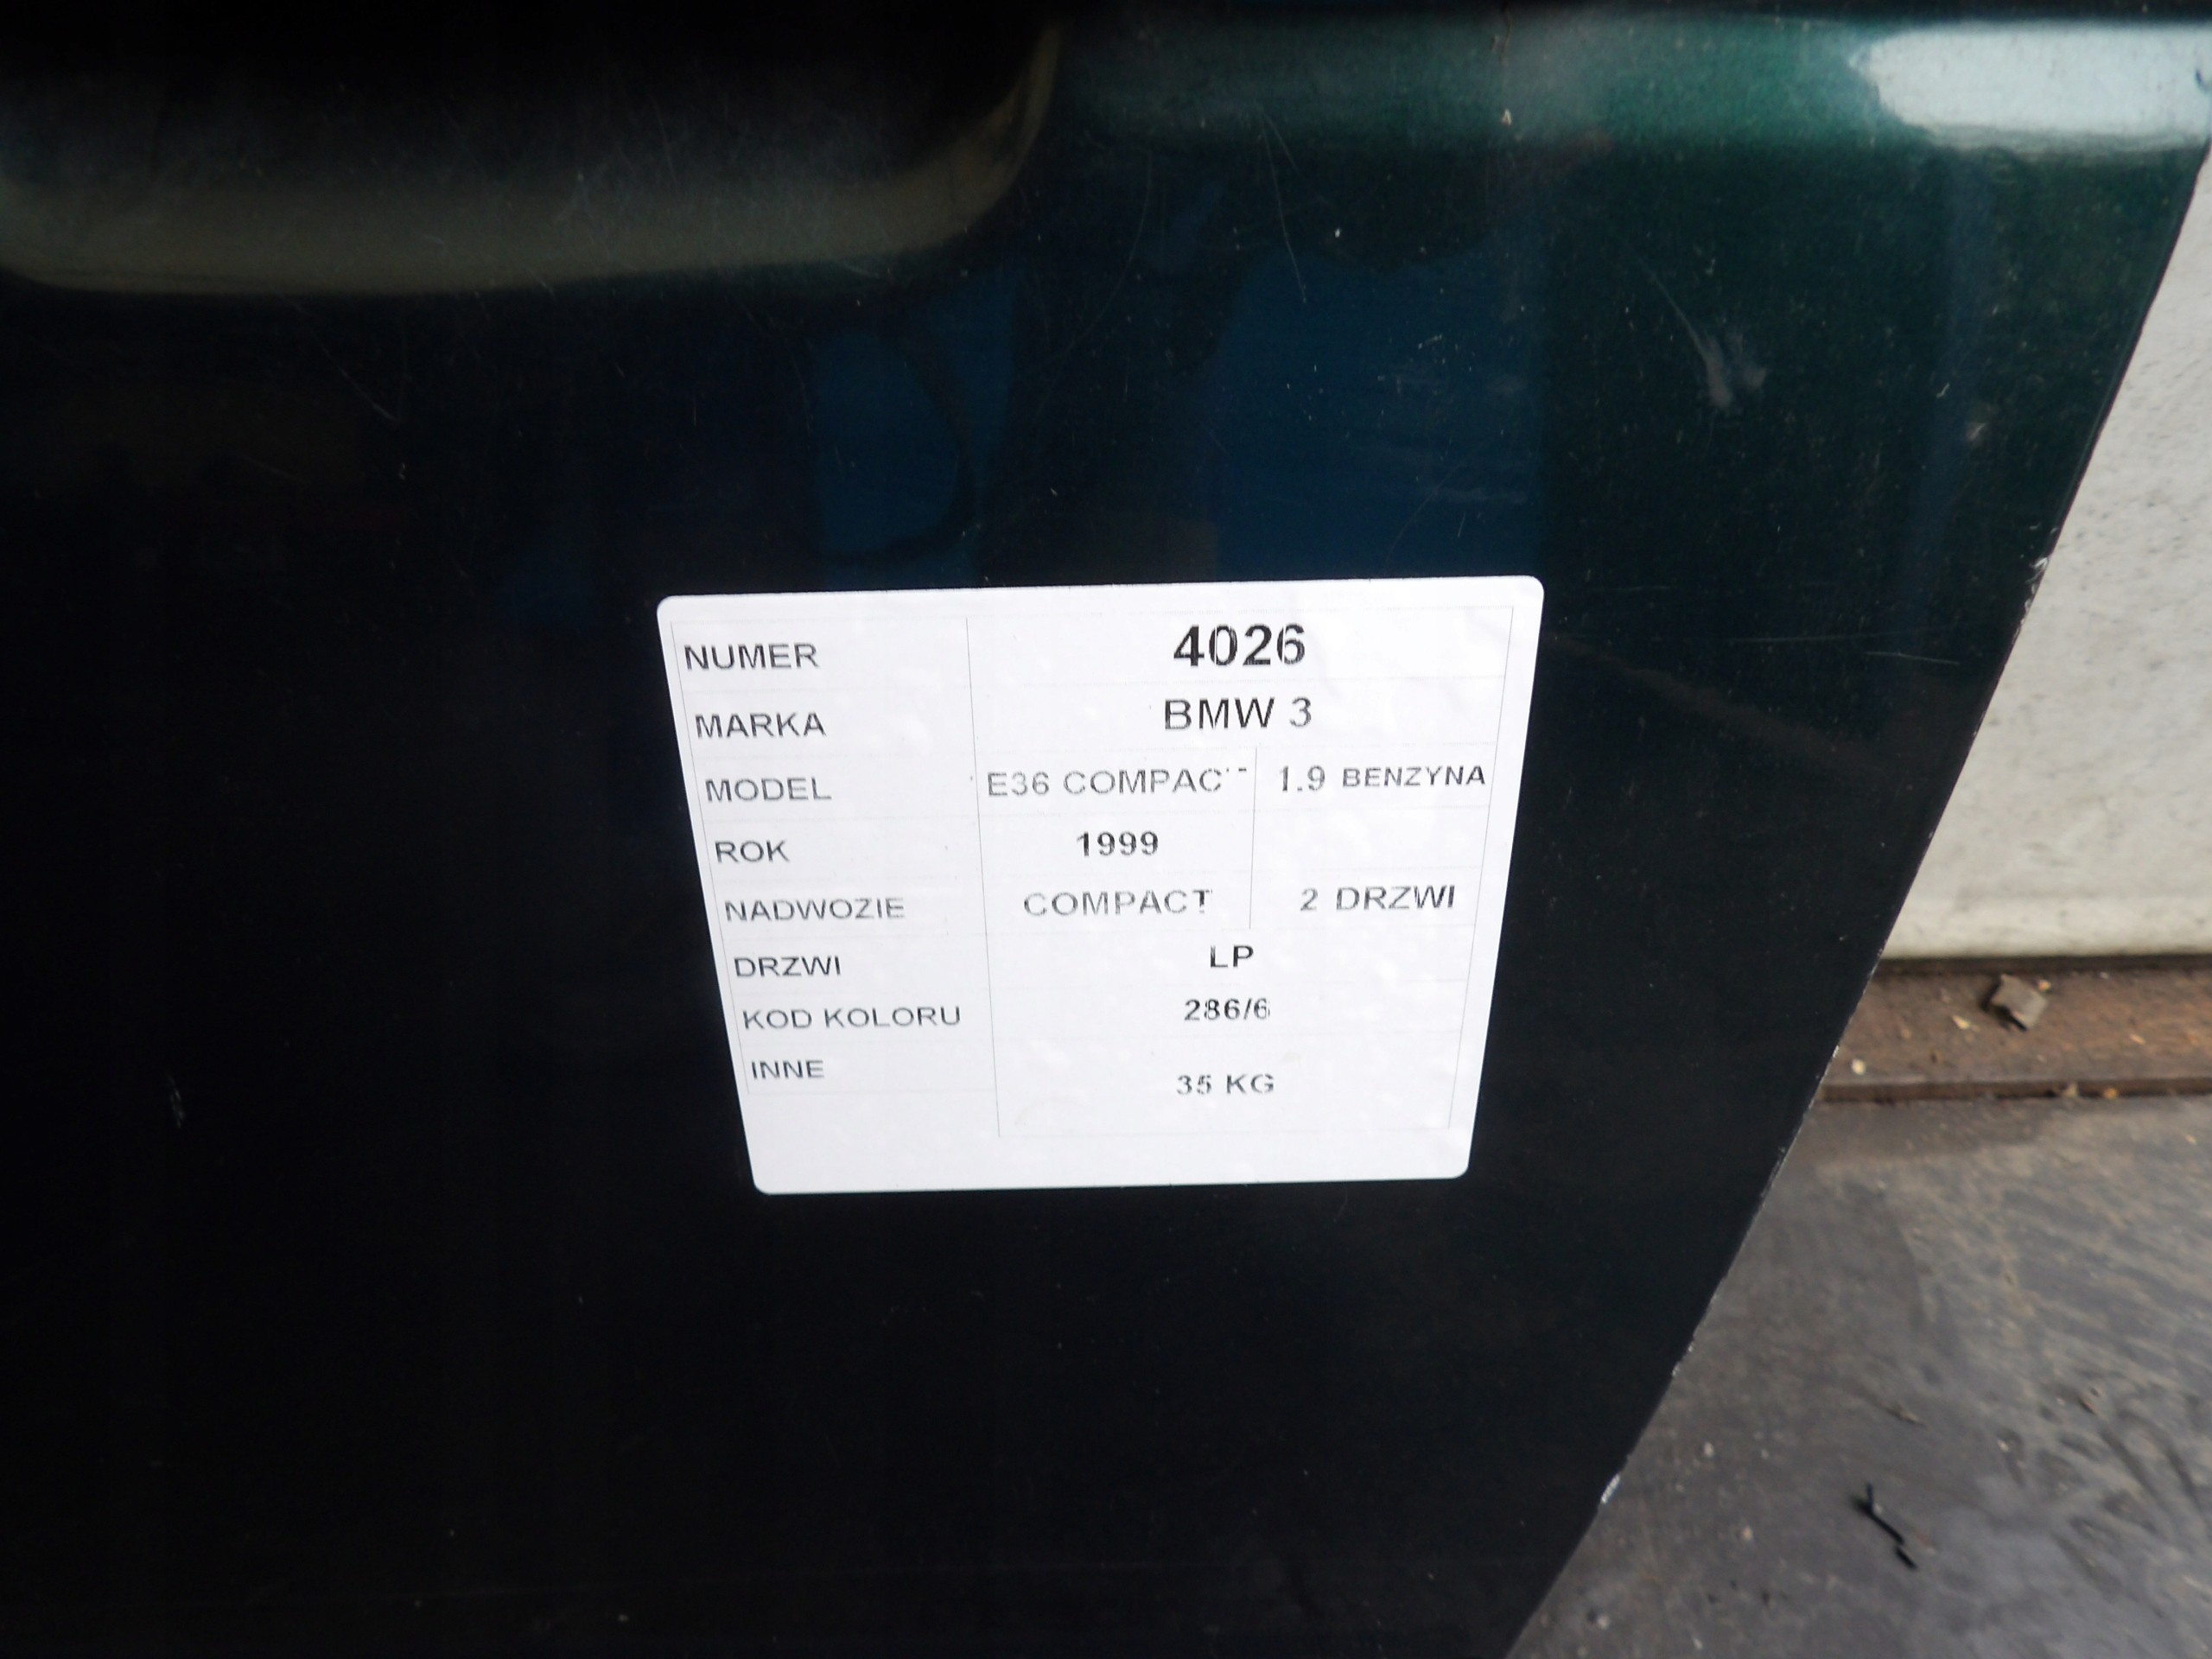 NUMER 4026
MARKA BMW 3
MODEL E36 COMPACT 1.9 BENZYNA
ROK 1999
NADWOZIE COMPACT 2 DRZWI
DRZWI LP
KOD KOLORU 286/6
INNE 35 KG